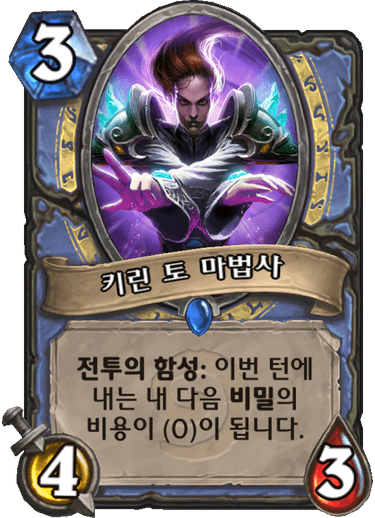 3
키린 토 마법사
전투의 함성: 이번 턴에
내는 내 다음 비밀의
비용이 (0)이 됩니다.
4
3